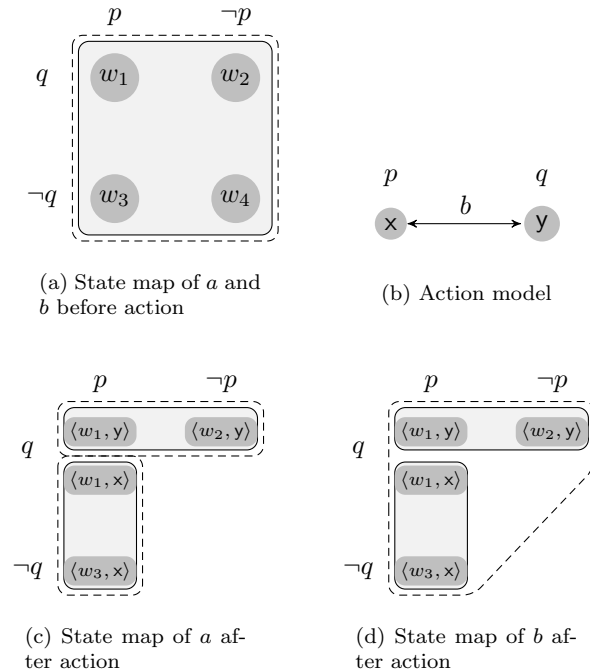 p ¬p
q w₁ w₂
¬q w₃ w₄
(a) State map of a and
b before action
p q
x b y
(b) Action model
p ¬p
⟨w₁, y⟩ ⟨w₂, y⟩
q
⟨w₁, x⟩
¬q ⟨w₃, x⟩
(c) State map of a af-
ter action
p ¬p
⟨w₁, y⟩ ⟨w₂, y⟩
q
⟨w₁, x⟩
¬q ⟨w₃, x⟩
(d) State map of b af-
ter action